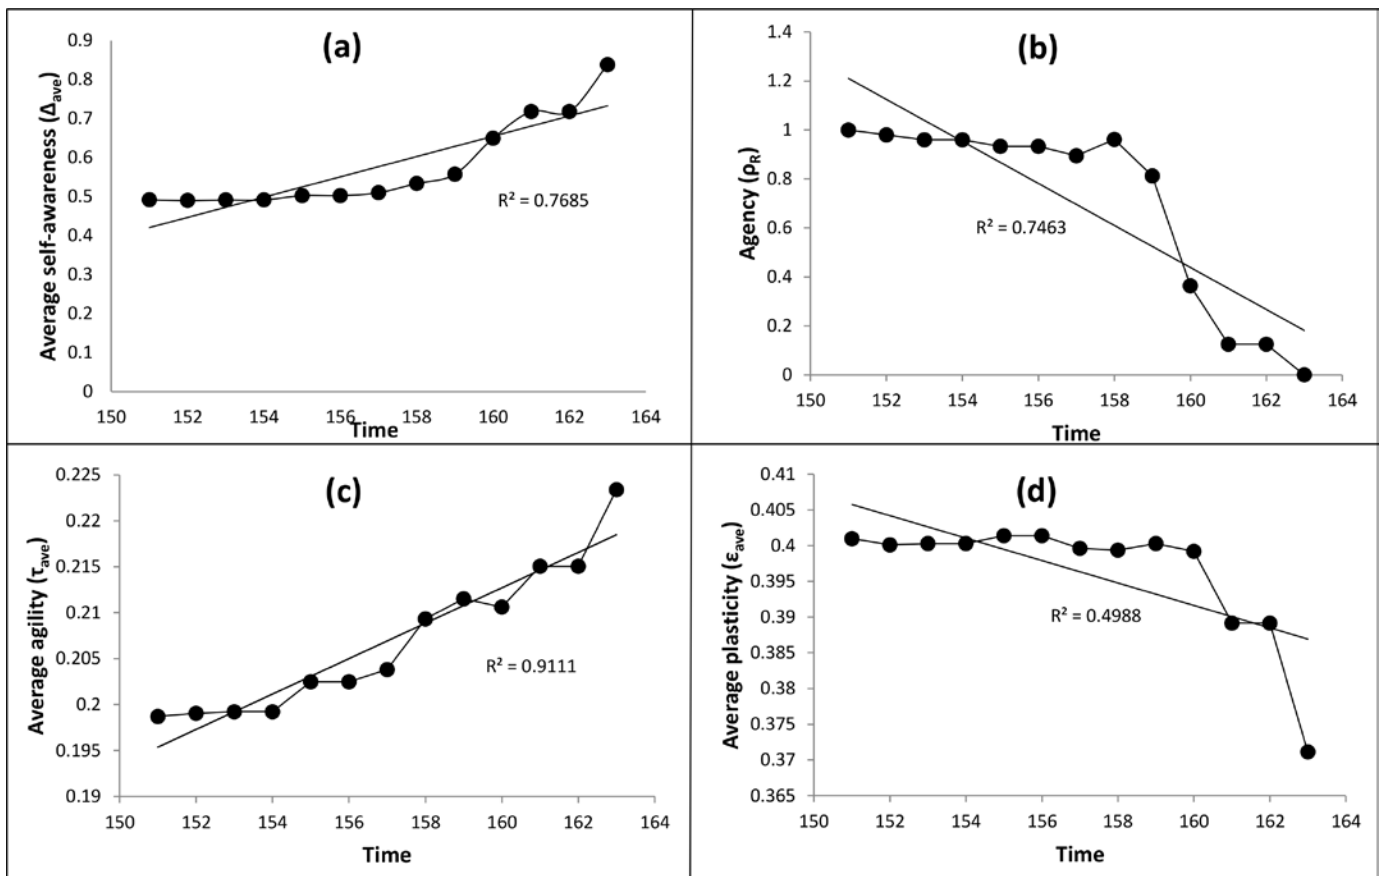 (a)
Average self-awareness (Δave)
0.9
0.8
0.7
0.6
0.5
0.4
0.3
0.2
0.1
0
R² = 0.7685
150 152 154 156 158 160 162 164
Time
(b)
Agency (ρR)
1.4
1.2
1
0.8
0.6
0.4
0.2
0
R² = 0.7463
150 152 154 156 158 160 162 164
Time
(c)
Average agility (τave)
0.225
0.22
0.215
0.21
0.205
0.2
0.195
0.19
R² = 0.9111
150 152 154 156 158 160 162 164
Time
(d)
Average plasticity (εave)
0.41
0.405
0.4
0.395
0.39
0.385
0.38
0.375
0.37
0.365
R² = 0.4988
150 152 154 156 158 160 162 164
Time